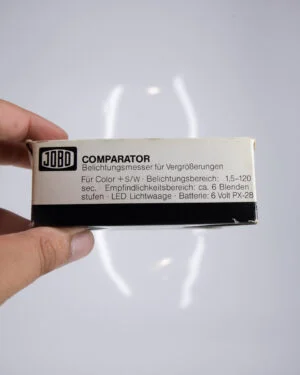 JOBO
COMPARATOR
Belichtungsmesser für Vergrößerungen
Für Color + S/W · Belichtungsbereich: 1,5–120
sec. Empfindlichkeitsbereich: ca. 6 Blenden
stufen · LED Lichtwaage · Batterie: 6 Volt PX-28